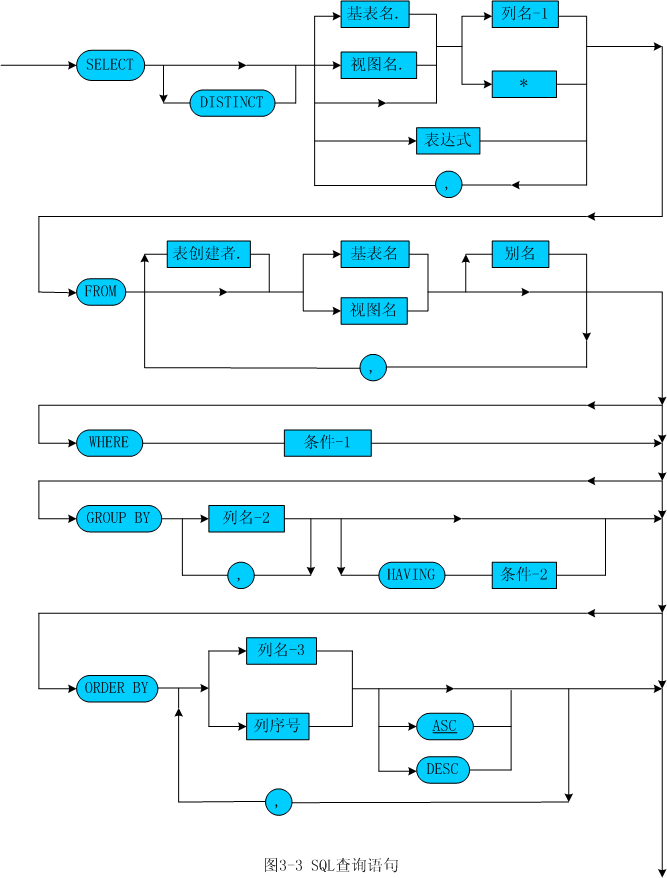 基表名.
列名-1
SELECT
视图名.
DISTINCT
*
表达式
,
表创建者.
基表名
别名
FROM
视图名
,
WHERE
条件-1
GROUP BY
列名-2
,
HAVING
条件-2
列名-3
ORDER BY
列序号
ASC
DESC
,
图3-3 SQL查询语句